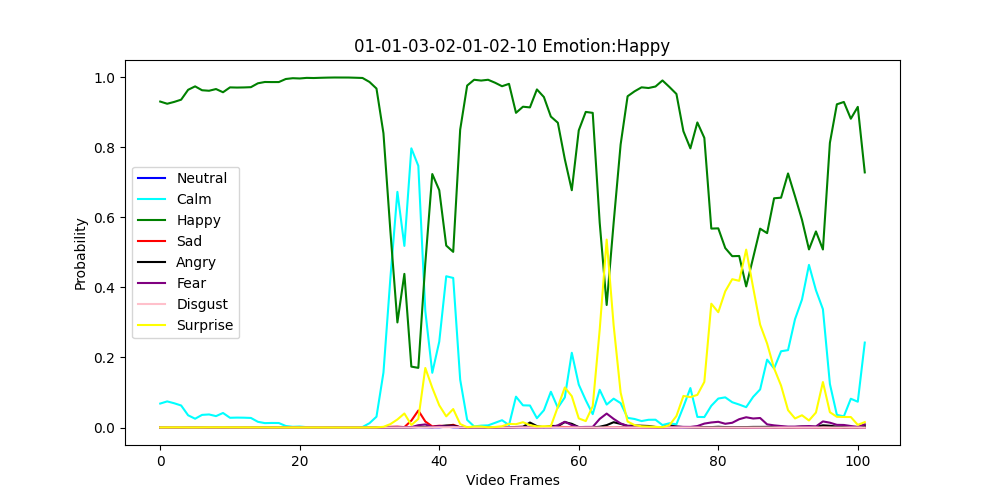 01-01-03-02-01-02-10 Emotion:Happy
1.0
0.8
0.6
0.4
0.2
0.0
Probability
Neutral
Calm
Happy
Sad
Angry
Fear
Disgust
Surprise
0 20 40 60 80 100
Video Frames